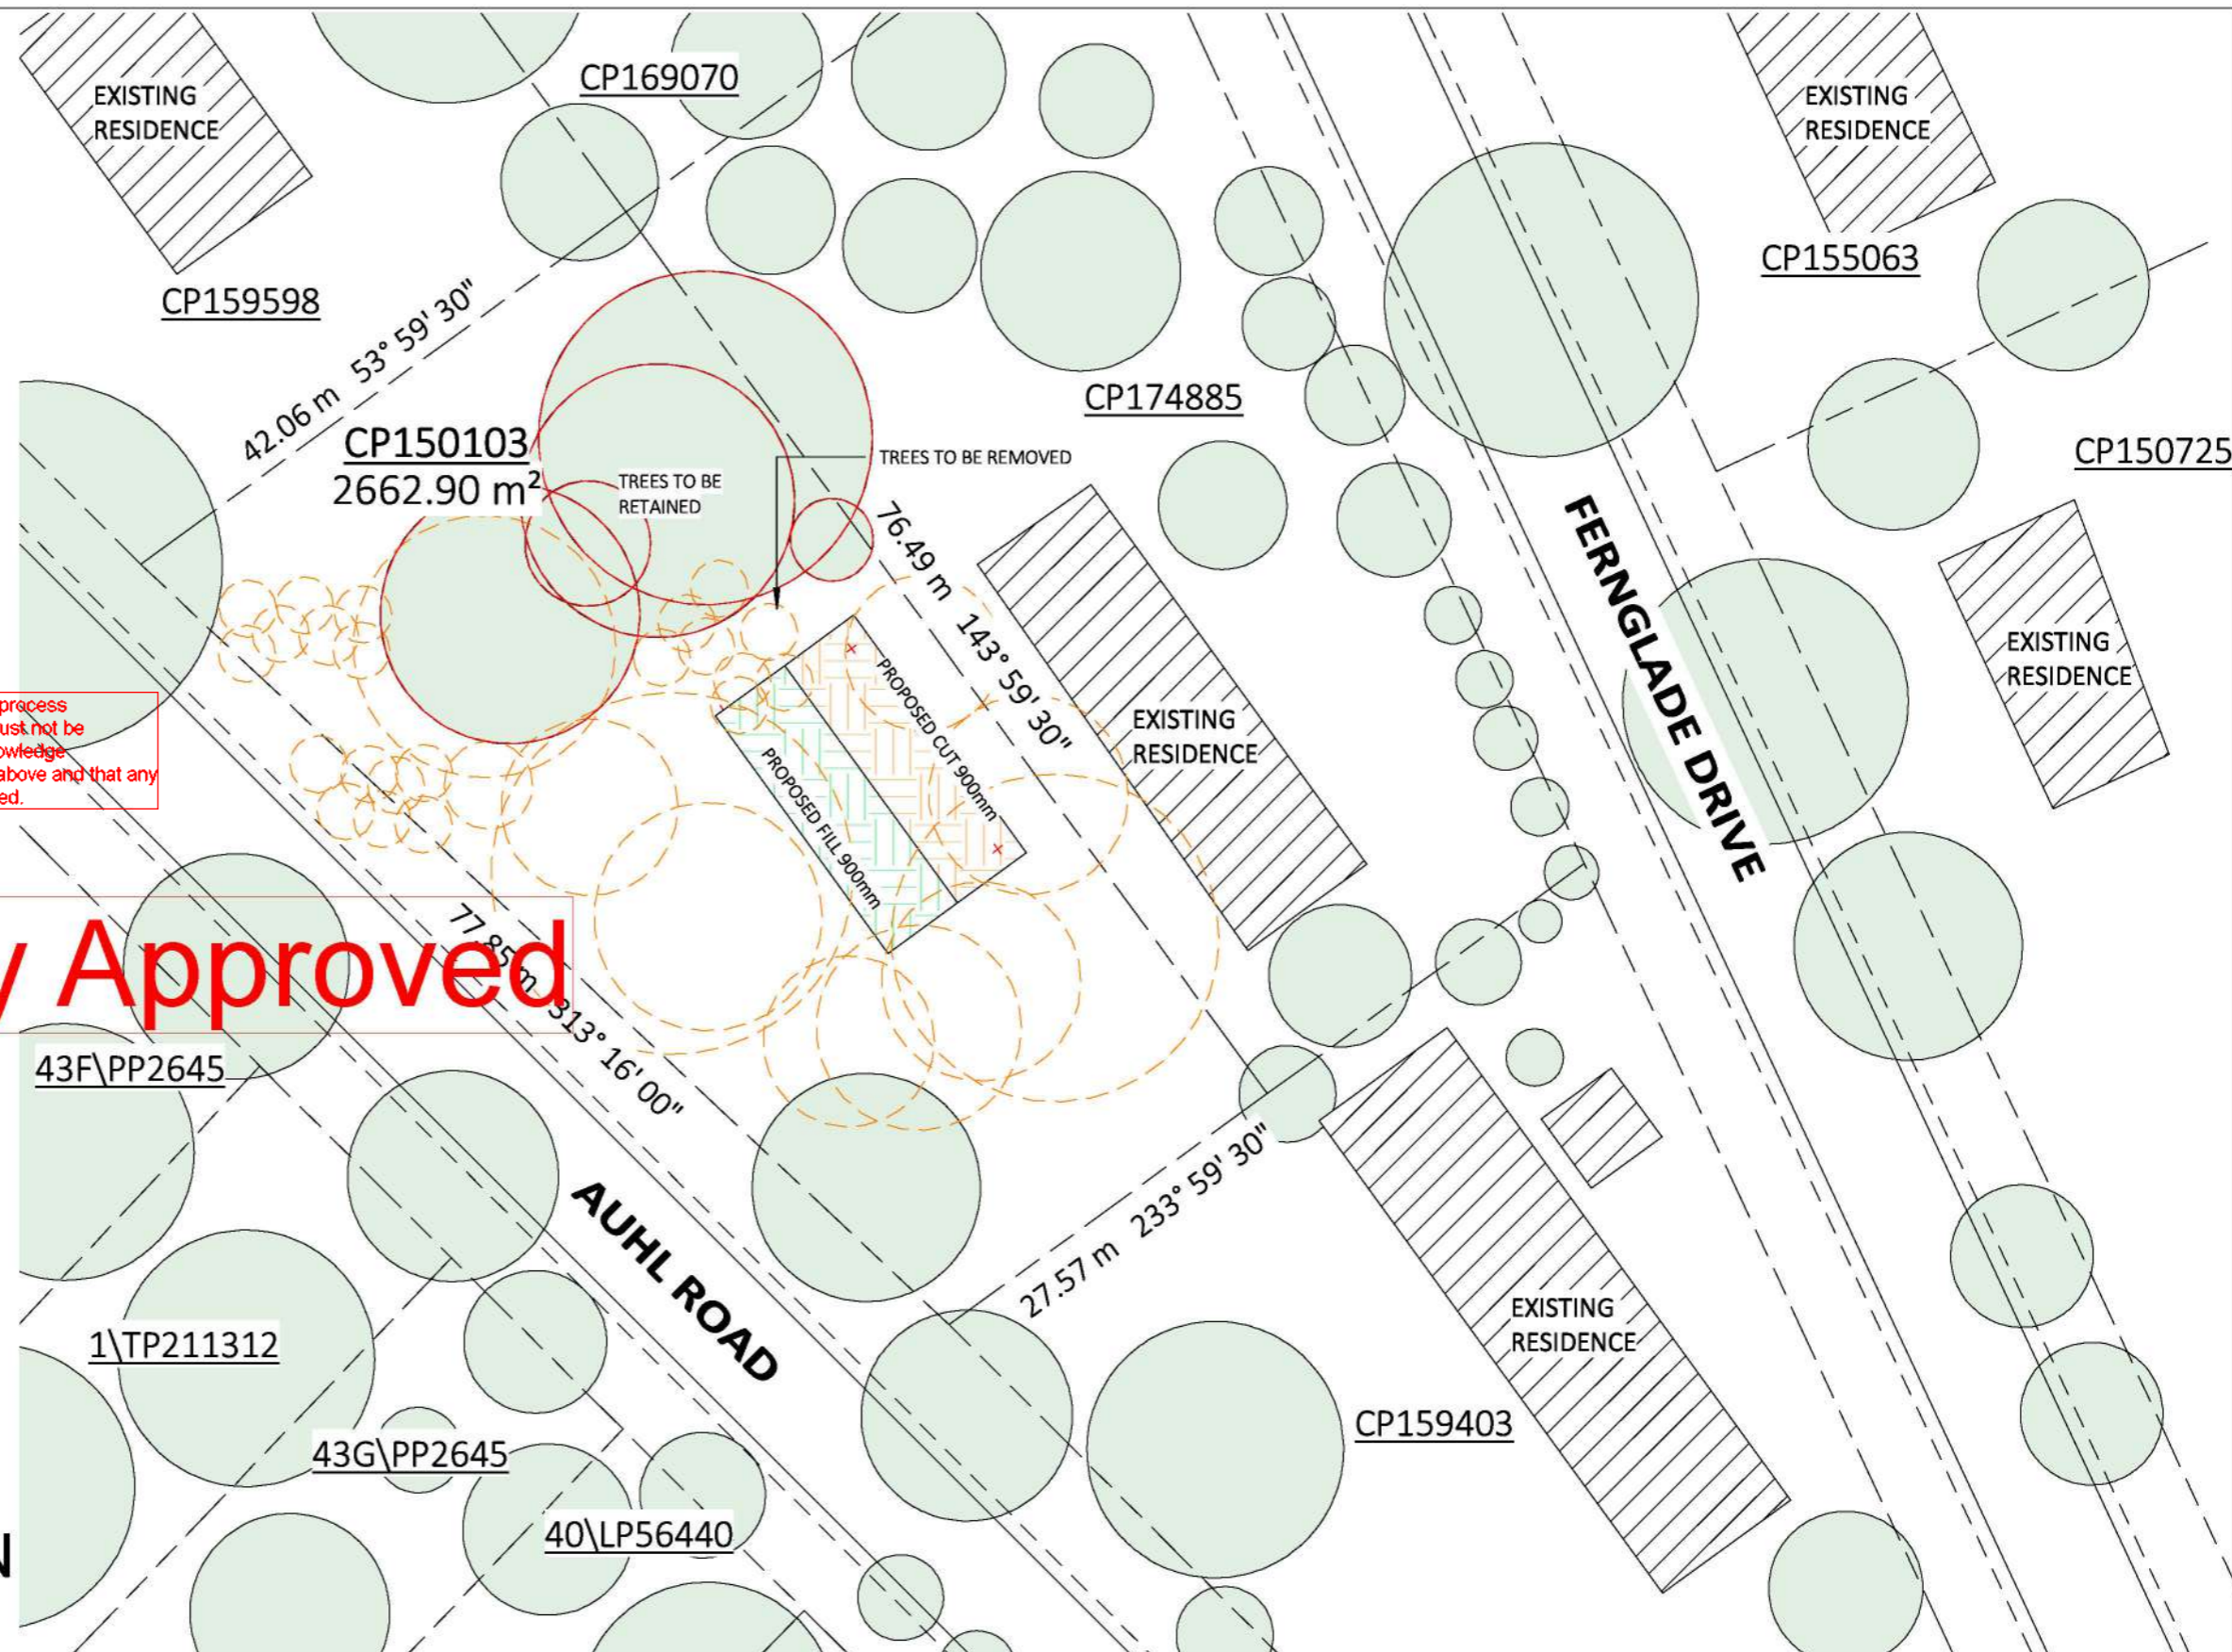 EXISTING
RESIDENCE
CP169070
EXISTING
RESIDENCE
CP159598
CP155063
42.06 m 53° 59' 30"
CP174885
CP150103
2662.90 m²
TREES TO BE REMOVED
TREES TO BE
RETAINED
CP150725
76.49 m 143° 59' 30"
FERNGLADE DRIVE
EXISTING
RESIDENCE
process
ust not be
owledge
above and that any
ed.
PROPOSED CUT 900mm
PROPOSED FILL 900mm
EXISTING
RESIDENCE
y Approved
77.85 m 313° 16' 00"
43F\PP2645
27.57 m 233° 59' 30"
AUHL ROAD
EXISTING
RESIDENCE
1\TP211312
CP159403
43G\PP2645
40\LP56440
N